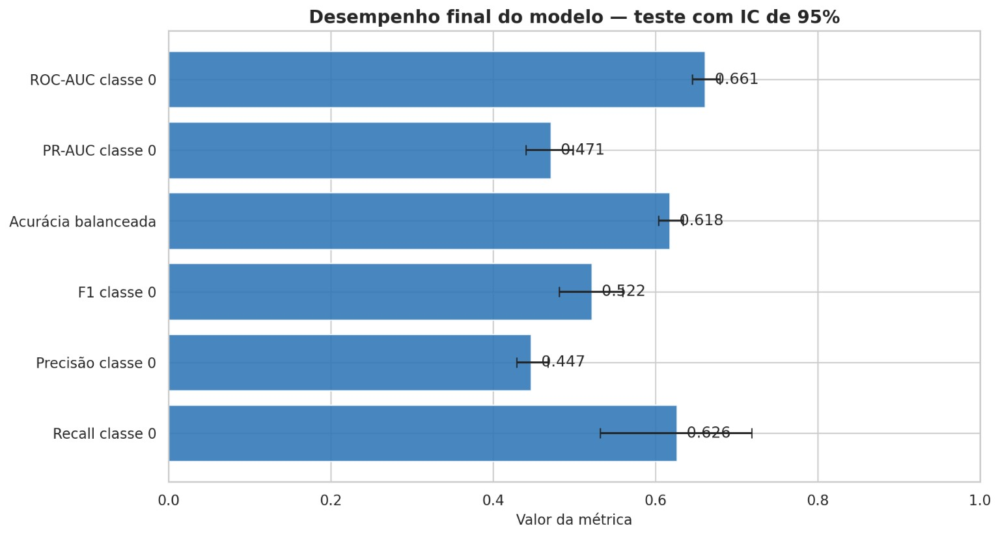 Desempenho final do modelo — teste com IC de 95%
ROC-AUC classe 0
0.661
PR-AUC classe 0
0.471
Acurácia balanceada
0.618
F1 classe 0
0.522
Precisão classe 0
0.447
Recall classe 0
0.626
0.0 0.2 0.4 0.6 0.8 1.0
Valor da métrica